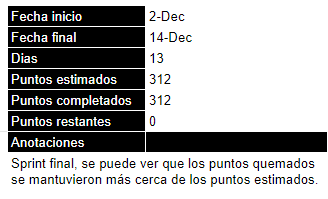 Fecha inicio 2-Dec
Fecha final 14-Dec
Dias 13
Puntos estimados 312
Puntos completados 312
Puntos restantes 0
Anotaciones
Sprint final, se puede ver que los puntos quemados
se mantuvieron más cerca de los puntos estimados.